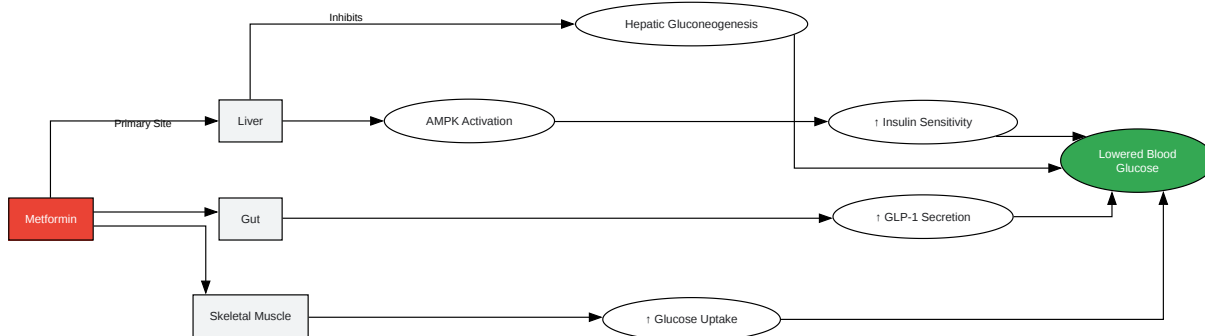 Inhibits
Hepatic Gluconeogenesis
Primary Site
Liver
AMPK Activation
↑ Insulin Sensitivity
Lowered Blood
Glucose
Metformin
Gut
↑ GLP-1 Secretion
Skeletal Muscle
↑ Glucose Uptake